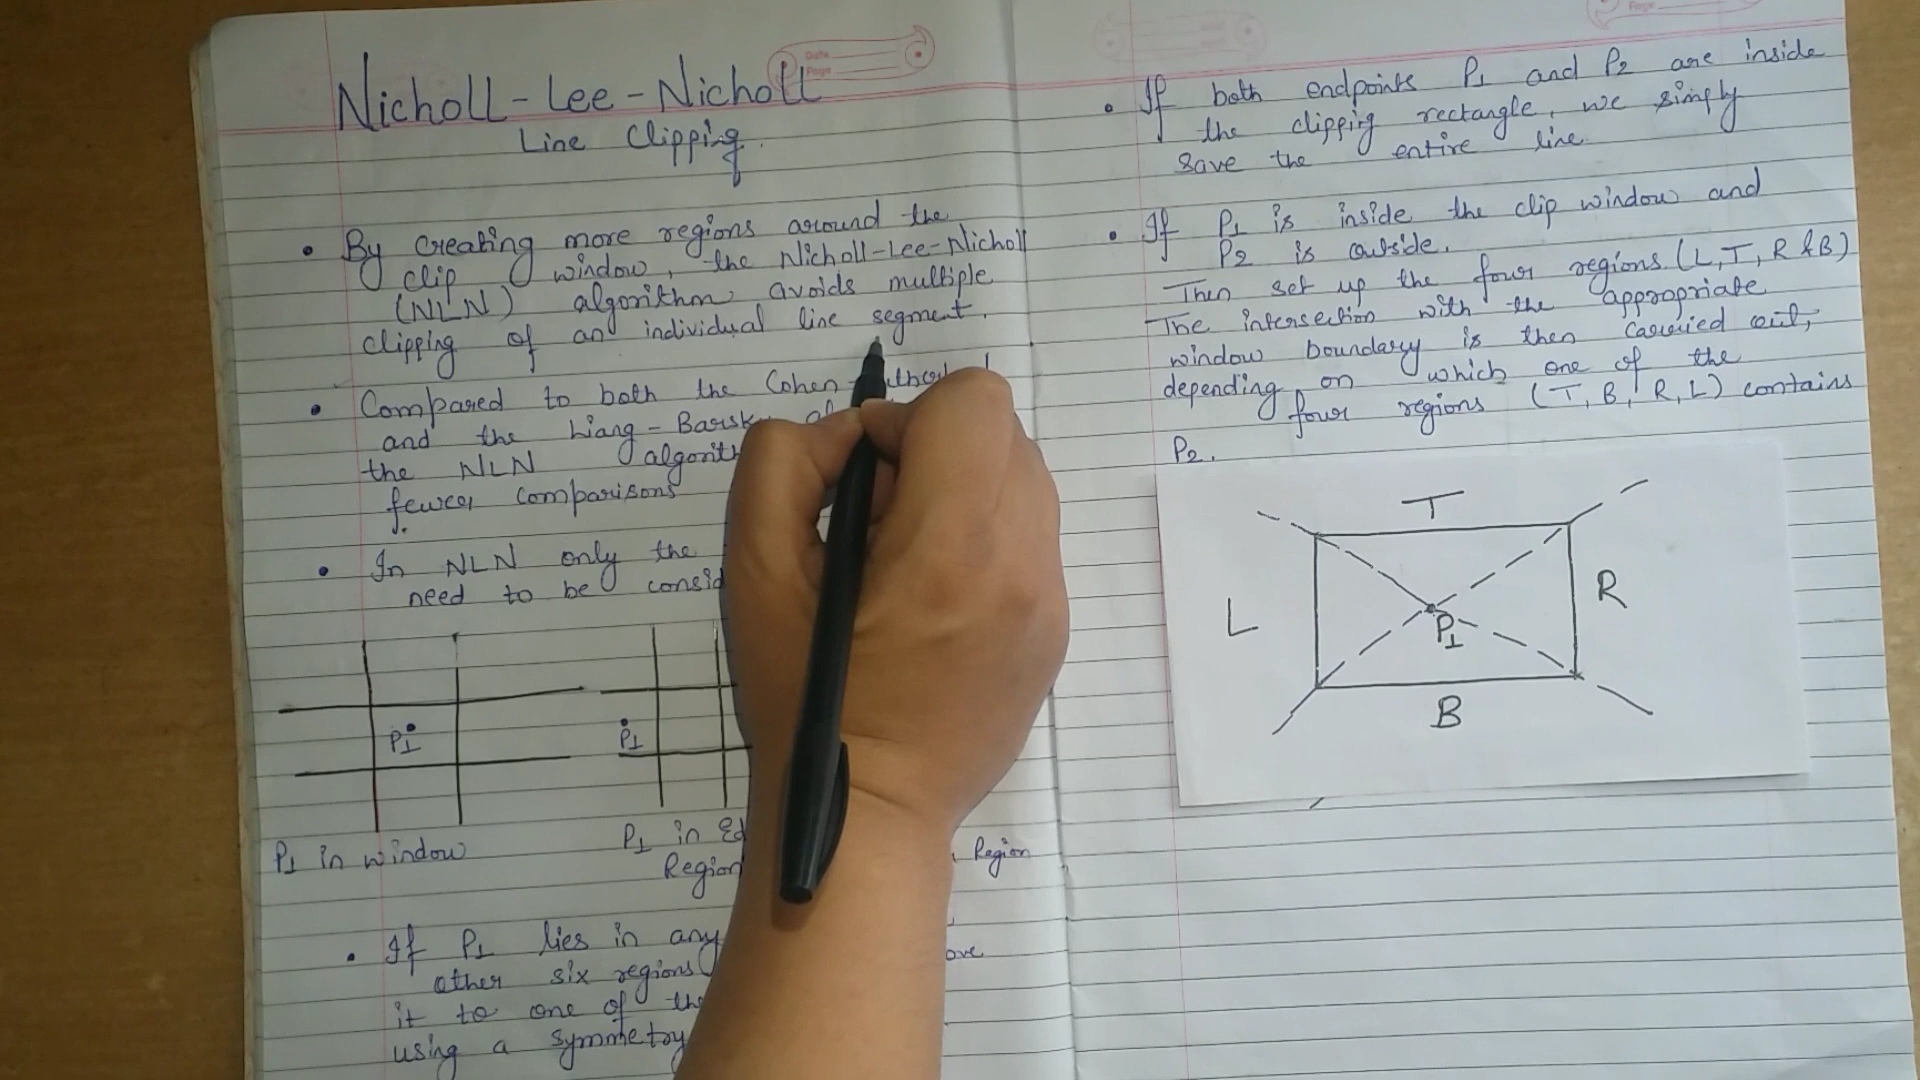 Date
Page
Nicholl-Lee-Nicholl
Line Clipping.
• By creating more regions around the
clip window, the Nicholl-Lee-Nicholl
(NLN) algorithm avoids multiple
clipping of an individual line segment.
• Compared to both the Cohen-
and the Liang-Barsky
the NLN
fewer comparisons
• In NLN only the
need to be
P1
P1
P1 in window
P1 in
Region
Region
• If P1 lies in any
other six regions
it to one of the
using a symmetry
Page
• If both endpoints P1 and P2 are inside
the clipping rectangle, we simply
save the entire line
• If P1 is inside the clip window and
P2 is outside.
Then set up the four regions (L, T, R & B)
The intersection with the appropriate
window boundary is then carried out,
depending on which one of the
four regions (T, B, R, L) contains
P2.
T
L
P1
R
B